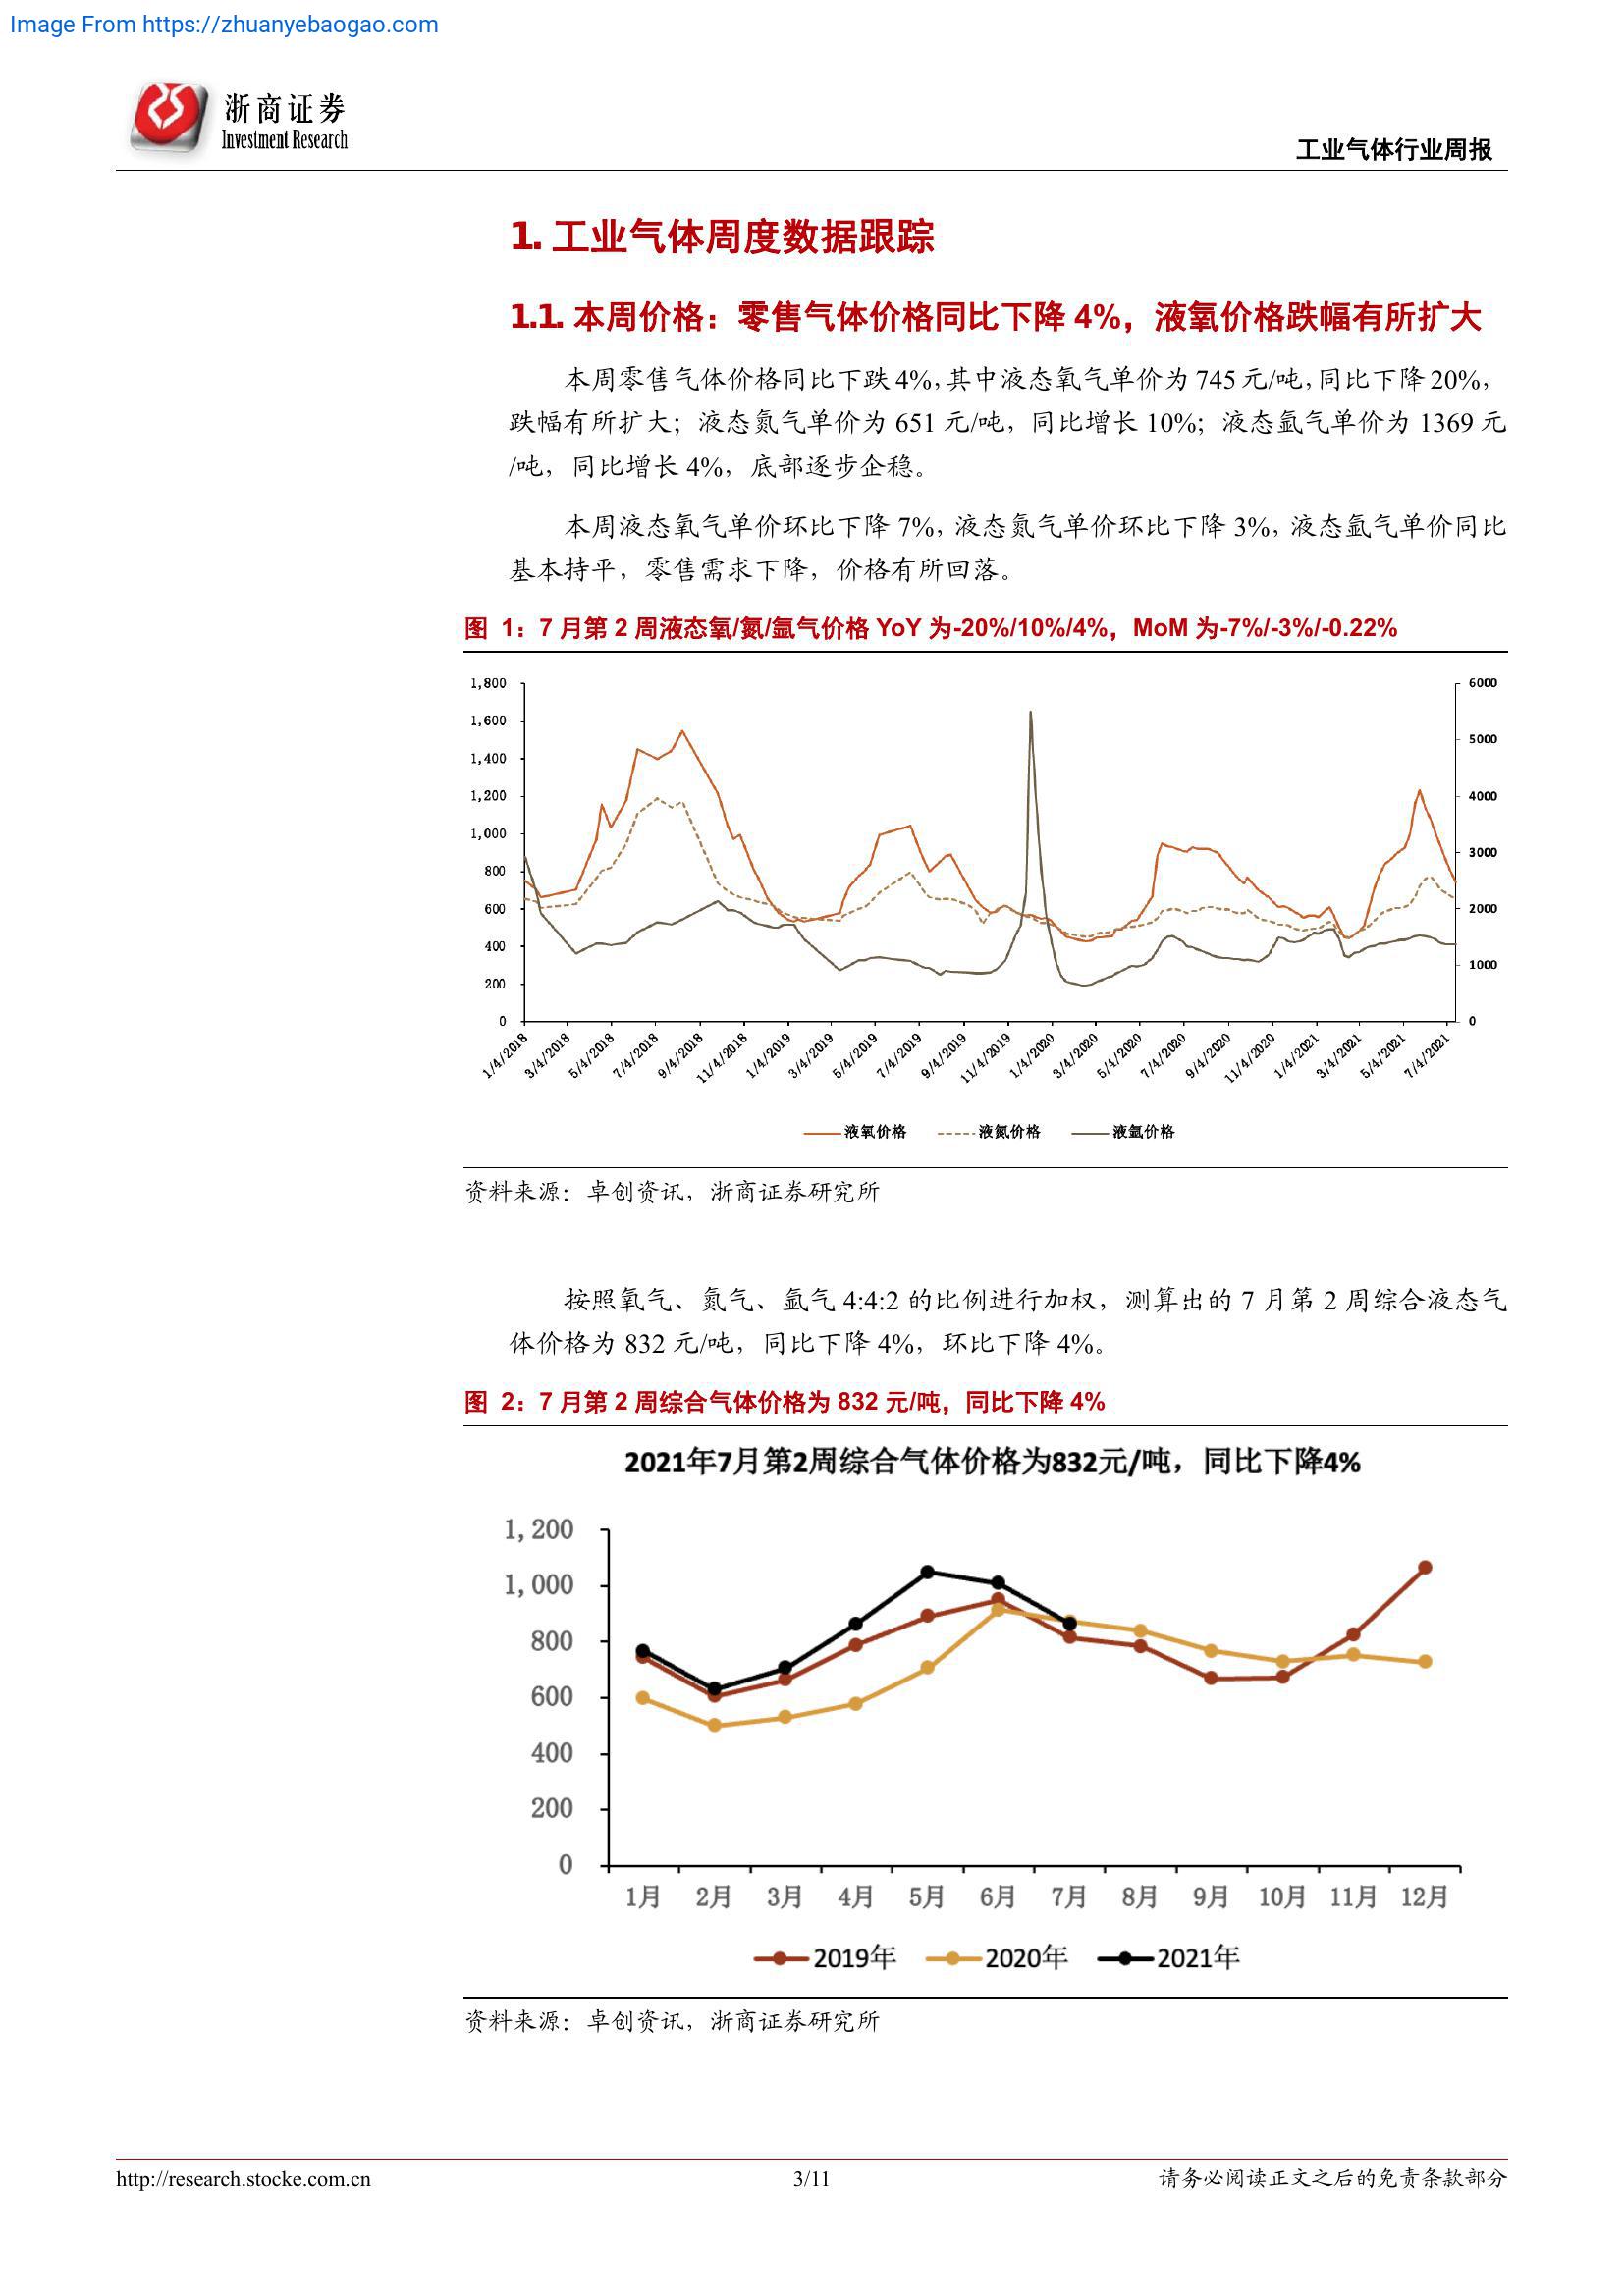 Image From https://zhuanyebaogao.com
浙商证券
Investment Research
工业气体行业周报
1. 工业气体周度数据跟踪
1.1. 本周价格：零售气体价格同比下降 4%，液氧价格跌幅有所扩大
本周零售气体价格同比下跌 4%，其中液态氧气单价为 745 元/吨，同比下降 20%，
跌幅有所扩大；液态氮气单价为 651 元/吨，同比增长 10%；液态氩气单价为 1369 元
/吨，同比增长 4%，底部逐步企稳。
本周液态氧气单价环比下降 7%，液态氮气单价环比下降 3%，液态氩气单价同比
基本持平，零售需求下降，价格有所回落。
图 1：7 月第 2 周液态氧/氮/氩气价格 YoY 为-20%/10%/4%，MoM 为-7%/-3%/-0.22%
1,800
1,600
1,400
1,200
1,000
800
600
400
200
0
6000
5000
4000
3000
2000
1000
0
1/4/2018 3/4/2018 5/4/2018 7/4/2018 9/4/2018 11/4/2018 1/4/2019 3/4/2019 5/4/2019 7/4/2019 9/4/2019 11/4/2019 1/4/2020 3/4/2020 5/4/2020 7/4/2020 9/4/2020 11/4/2020 1/4/2021 3/4/2021 5/4/2021 7/4/2021
液氧价格 液氮价格 液氩价格
资料来源：卓创资讯，浙商证券研究所
按照氧气、氮气、氩气 4:4:2 的比例进行加权，测算出的 7 月第 2 周综合液态气
体价格为 832 元/吨，同比下降 4%，环比下降 4%。
图 2：7 月第 2 周综合气体价格为 832 元/吨，同比下降 4%
2021年7月第2周综合气体价格为832元/吨，同比下降4%
1,200
1,000
800
600
400
200
0
1月 2月 3月 4月 5月 6月 7月 8月 9月 10月 11月 12月
2019年 2020年 2021年
资料来源：卓创资讯，浙商证券研究所
http://research.stocke.com.cn 3/11 请务必阅读正文之后的免责条款部分